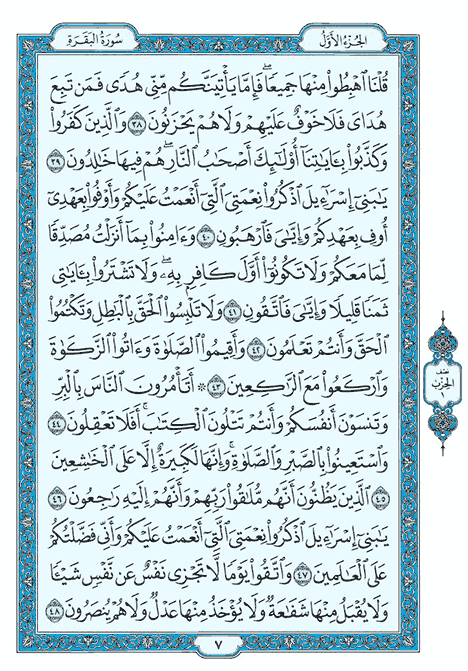 الجُزْءُ الأَوَّلُ
سُورَةُ البَقَرَةِ
قُلْنَا ٱهْبِطُوا۟ مِنْهَا جَمِيعًۭا ۖ فَإِمَّا يَأْتِيَنَّكُم مِّنِّى هُدًۭى فَمَن تَبِعَ
هُدَاىَ فَلَا خَوْفٌ عَلَيْهِمْ وَلَا هُمْ يَحْزَنُونَ ٣٨ وَٱلَّذِينَ كَفَرُوا۟
وَكَذَّبُوا۟ بِـَٔايَـٰتِنَآ أُو۟لَـٰٓئِكَ أَصْحَـٰبُ ٱلنَّارِ ۖ هُمْ فِيهَا خَـٰلِدُونَ ٣٩
يَـٰبَنِىٓ إِسْرَٰٓءِيلَ ٱذْكُرُوا۟ نِعْمَتِىَ ٱلَّتِىٓ أَنْعَمْتُ عَلَيْكُمْ وَأَوْفُوا۟ بِعَهْدِىٓ
أُوفِ بِعَهْدِكُمْ وَإِيَّـٰىَ فَٱرْهَبُونِ ٤٠ وَءَامِنُوا۟ بِمَآ أَنزَلْتُ مُصَدِّقًۭا
لِّمَا مَعَكُمْ وَلَا تَكُونُوٓا۟ أَوَّلَ كَافِرٍۭ بِهِۦ ۖ وَلَا تَشْتَرُوا۟ بِـَٔايَـٰتِى
ثَمَنًۭا قَلِيلًۭا وَإِيَّـٰىَ فَٱتَّقُونِ ٤١ وَلَا تَلْبِسُوا۟ ٱلْحَقَّ بِٱلْبَـٰطِلِ وَتَكْتُمُوا۟
ٱلْحَقَّ وَأَنتُمْ تَعْلَمُونَ ٤٢ وَأَقِيمُوا۟ ٱلصَّلَوٰةَ وَءَاتُوا۟ ٱلزَّكَوٰةَ
وَٱرْكَعُوا۟ مَعَ ٱلرَّٰكِعِينَ ٤٣ ۞ أَتَأْمُرُونَ ٱلنَّاسَ بِٱلْبِرِّ
وَتَنسَوْنَ أَنفُسَكُمْ وَأَنتُمْ تَتْلُونَ ٱلْكِتَـٰبَ ۚ أَفَلَا تَعْقِلُونَ ٤٤
وَٱسْتَعِينُوا۟ بِٱلصَّبْرِ وَٱلصَّلَوٰةِ ۚ وَإِنَّهَا لَكَبِيرَةٌ إِلَّا عَلَى ٱلْخَـٰشِعِينَ
٤٥ ٱلَّذِينَ يَظُنُّونَ أَنَّهُم مُّلَـٰقُوا۟ رَبِّهِمْ وَأَنَّهُمْ إِلَيْهِ رَٰجِعُونَ ٤٦
يَـٰبَنِىٓ إِسْرَٰٓءِيلَ ٱذْكُرُوا۟ نِعْمَتِىَ ٱلَّتِىٓ أَنْعَمْتُ عَلَيْكُمْ وَأَنِّى فَضَّلْتُكُمْ
عَلَى ٱلْعَـٰلَمِينَ ٤٧ وَٱتَّقُوا۟ يَوْمًۭا لَّا تَجْزِى نَفْسٌ عَن نَّفْسٍۢ شَيْـًۭٔا
وَلَا يُقْبَلُ مِنْهَا شَفَـٰعَةٌۭ وَلَا يُؤْخَذُ مِنْهَا عَدْلٌۭ وَلَا هُمْ يُنصَرُونَ ٤٨
نصف
الحزب
١
٧